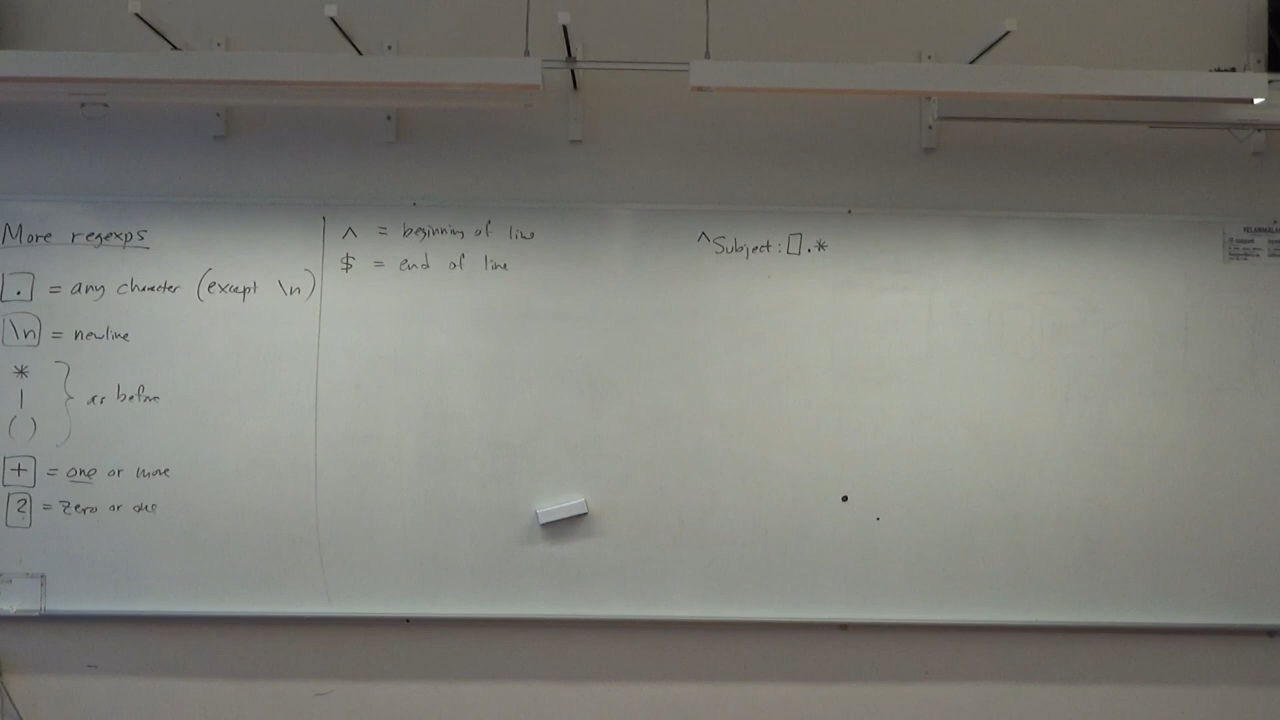 More regexps
. = any character (except \n)
\n = newline
*
|
( )
} as before
+ = one or more
? = zero or one
^ = beginning of line
$ = end of line
^Subject:▯.*
FELANMÄLAN